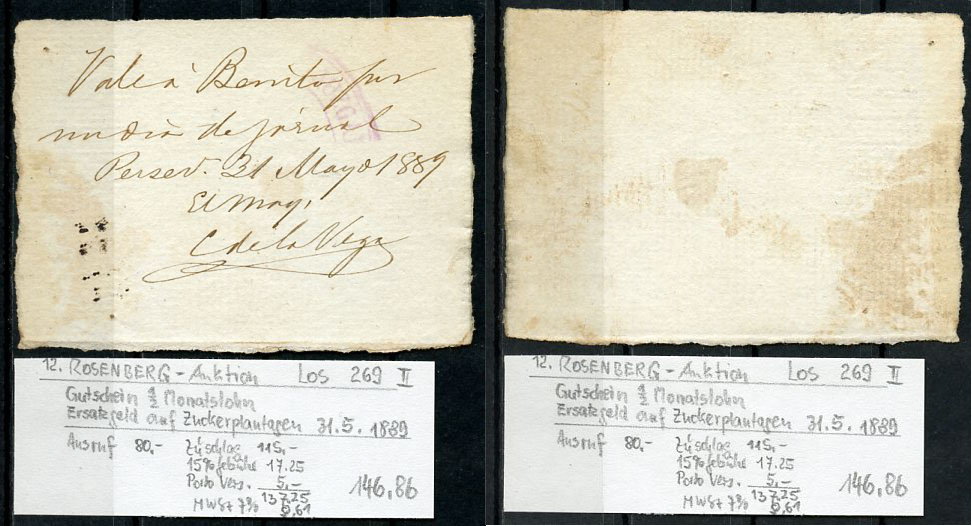 Vale á Benito por
un dia de jornal
Persev. 31 Mayo 1889
El May.
C de la Vega
12. ROSENBERG - Auktion Los 269 II
Gutschein 1/2 Monatslohn
Ersatzgeld auf Zuckerplantagen 31.5.1889
Ausruf 80,- Zuschlag 115,-
15% Gebühr 17.25
Porto Vers. 5,-
137.25
MWSt 7% 9,61
146,86
12. ROSENBERG - Auktion Los 269 II
Gutschein 1/2 Monatslohn
Ersatzgeld auf Zuckerplantagen 31.5.1889
Ausruf 80,- Zuschlag 115,-
15% Gebühr 17.25
Porto Vers. 5,-
137.25
MWSt 7% 9,61
146,86